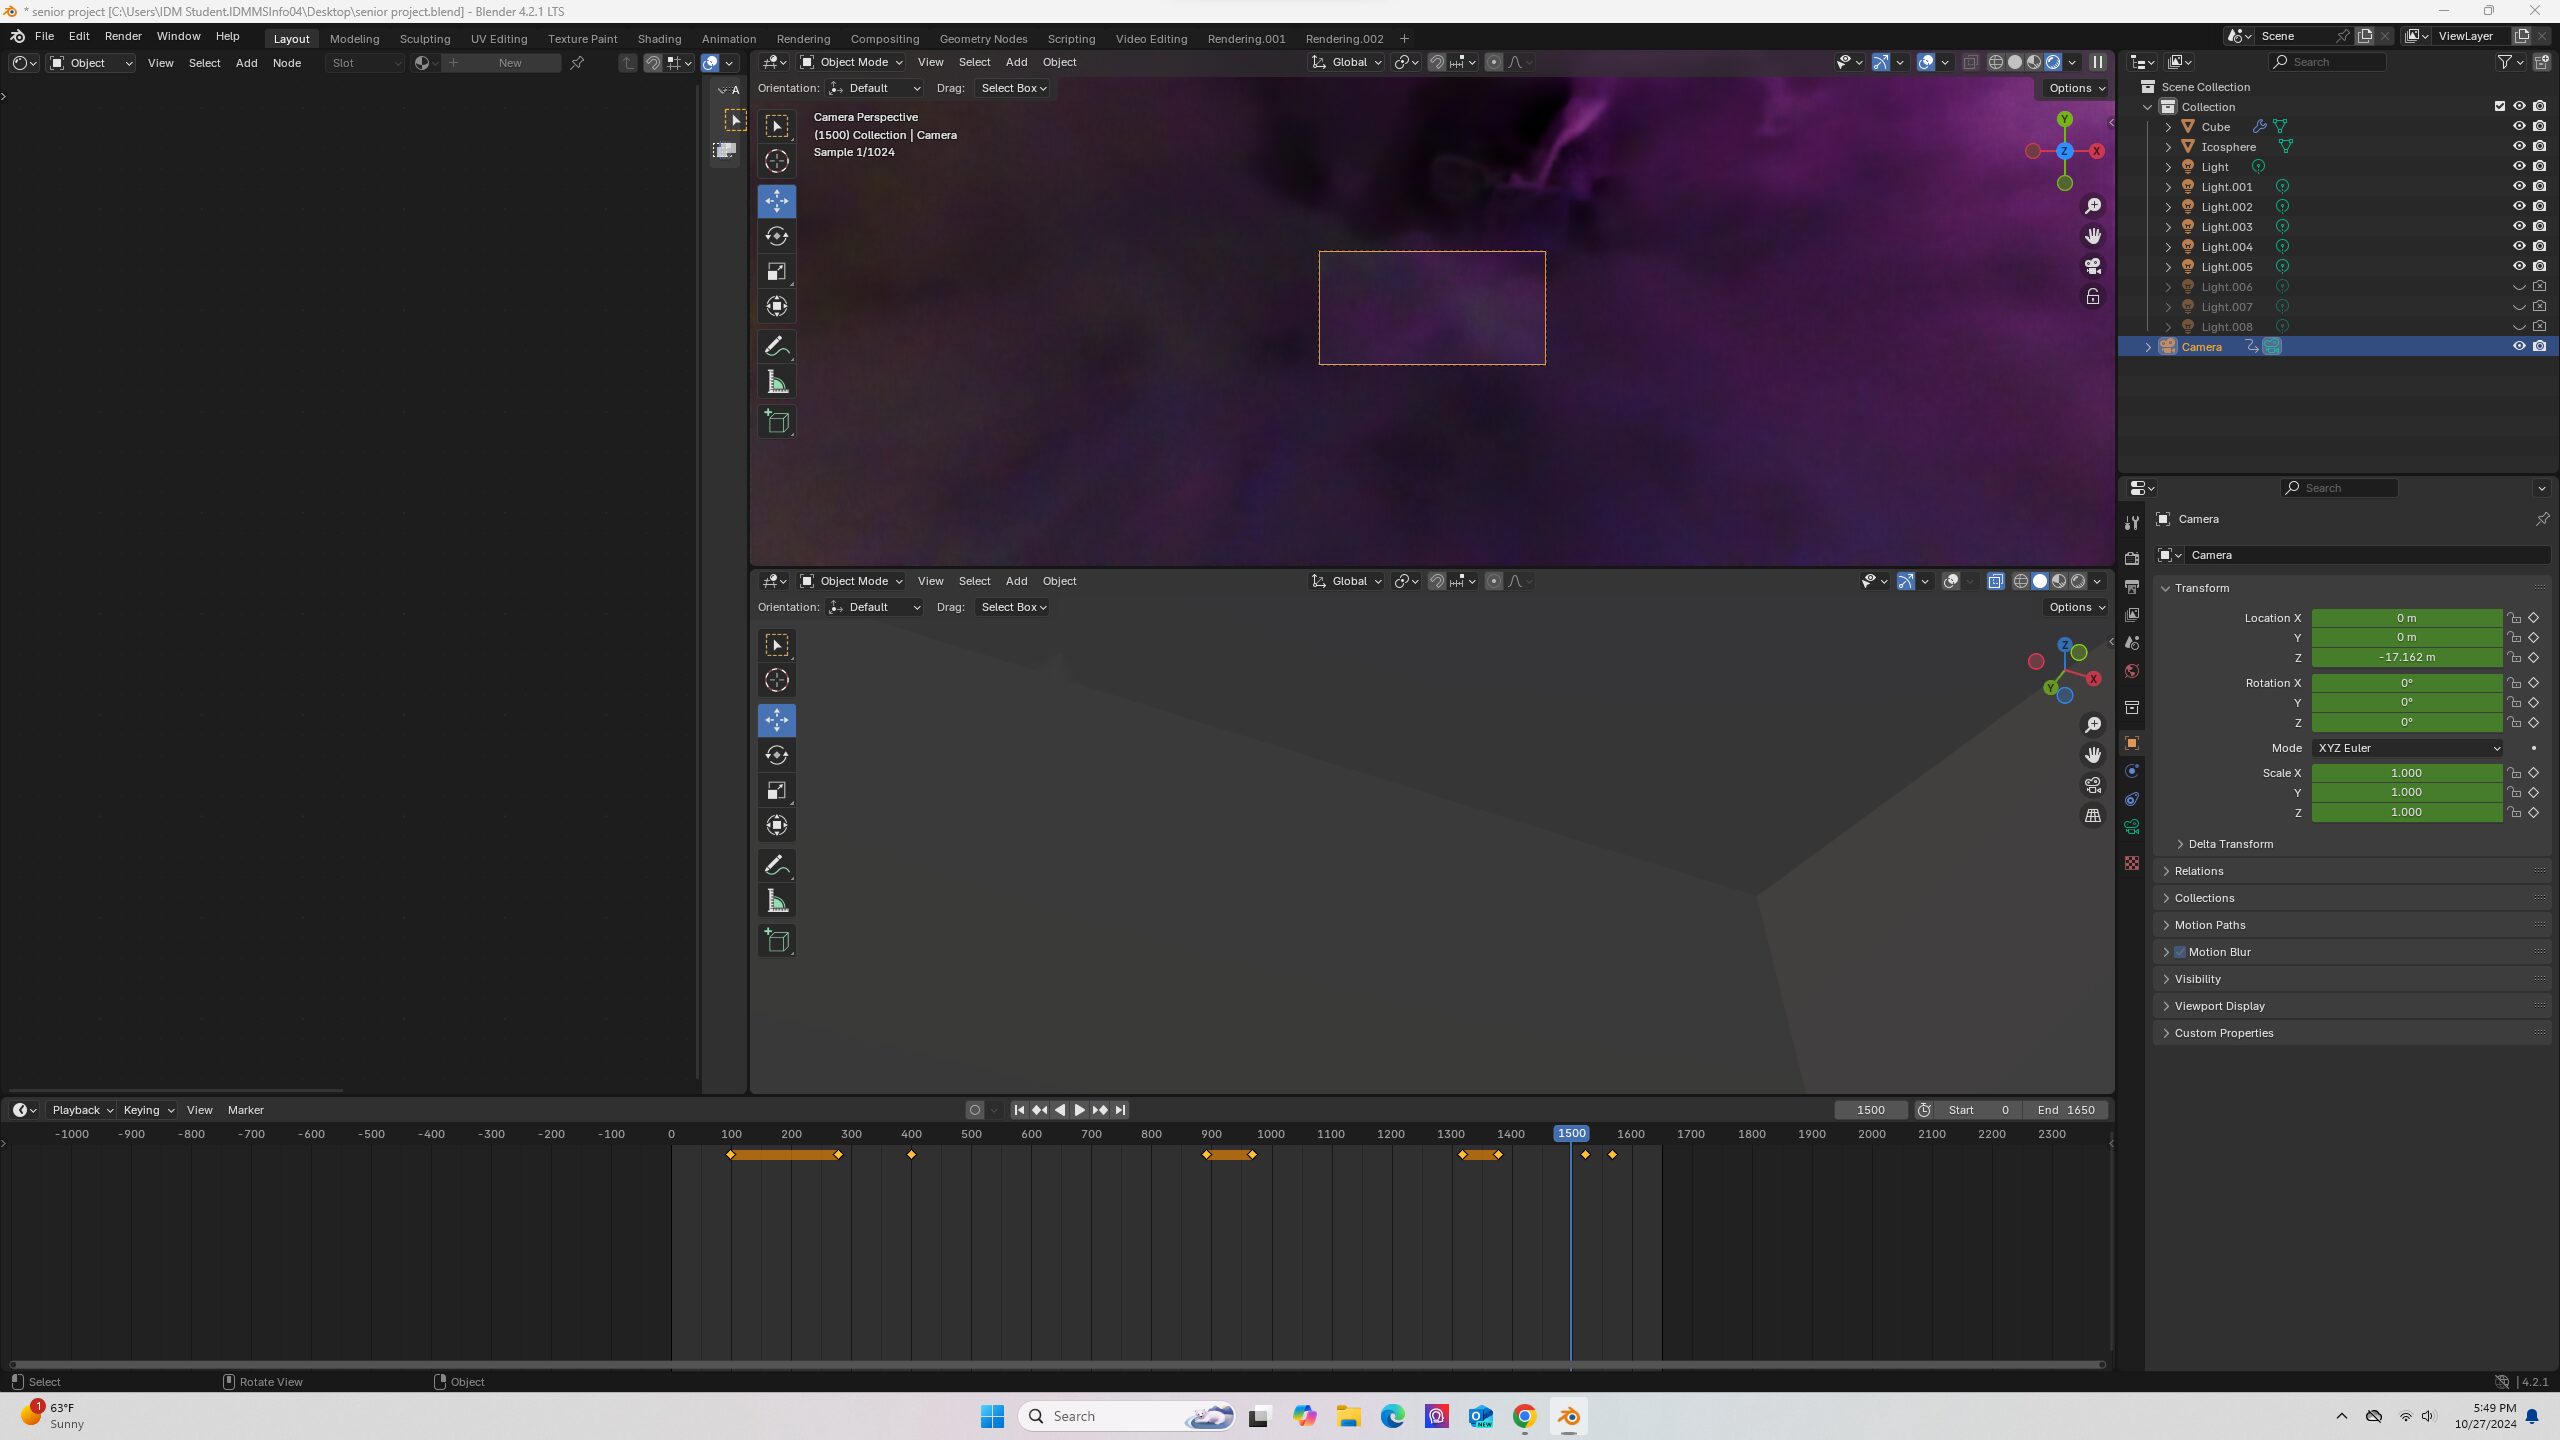 * senior project [C:\Users\IDM Student.IDMMSInfo04\Desktop\senior project.blend] - Blender 4.2.1 LTS
File Edit Render Window Help Layout Modeling Sculpting UV Editing Texture Paint Shading Animation Rendering Compositing Geometry Nodes Scripting Video Editing Rendering.001 Rendering.002 + Scene ViewLayer
Object View Select Add Node Slot New
Object Mode View Select Add Object Global
Search
Orientation: Default Drag: Select Box Options
A
Camera Perspective
(1500) Collection | Camera
Sample 1/1024
Y
Z X
Scene Collection
Collection
Cube
Icosphere
Light
Light.001
Light.002
Light.003
Light.004
Light.005
Light.006
Light.007
Light.008
Camera
Search
Camera
Camera
Transform
Location X 0 m
Y 0 m
Z -17.162 m
Rotation X 0°
Y 0°
Z 0°
Mode XYZ Euler
Scale X 1.000
Y 1.000
Z 1.000
Delta Transform
Relations
Collections
Motion Paths
Motion Blur
Visibility
Viewport Display
Custom Properties
Object Mode View Select Add Object Global
Orientation: Default Drag: Select Box Options
Z
X
Y
Playback Keying View Marker 1500 Start 0 End 1650
-1000 -900 -800 -700 -600 -500 -400 -300 -200 -100 0 100 200 300 400 500 600 700 800 900 1000 1100 1200 1300 1400 1500 1600 1700 1800 1900 2000 2100 2200 2300
Select Rotate View Object 4.2.1
1
63°F
Sunny
Search
NEW
5:49 PM
10/27/2024